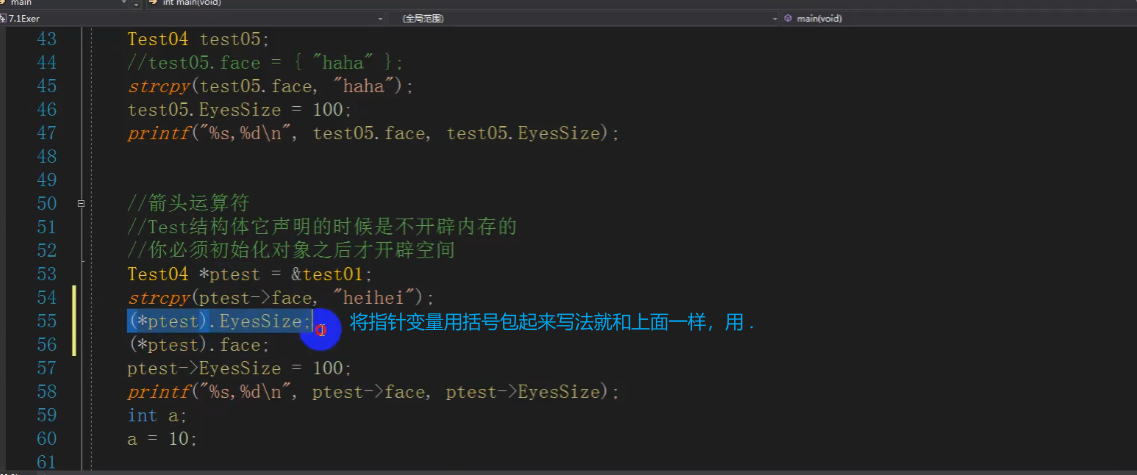 main
int main(void)
7.1Exer
(全局范围)
main(void)
43 Test04 test05;
44 //test05.face = { "haha" };
45 strcpy(test05.face, "haha");
46 test05.EyesSize = 100;
47 printf("%s,%d\n", test05.face, test05.EyesSize);
48
49
50 //箭头运算符
51 //Test结构体它声明的时候是不开辟内存的
52 //你必须初始化对象之后才开辟空间
53 Test04 *ptest = &test01;
54 strcpy(ptest->face, "heihei");
55 (*ptest).EyesSize; 将指针变量用括号包起来写法就和上面一样，用 .
56 (*ptest).face;
57 ptest->EyesSize = 100;
58 printf("%s,%d\n", ptest->face, ptest->EyesSize);
59 int a;
60 a = 10;
61